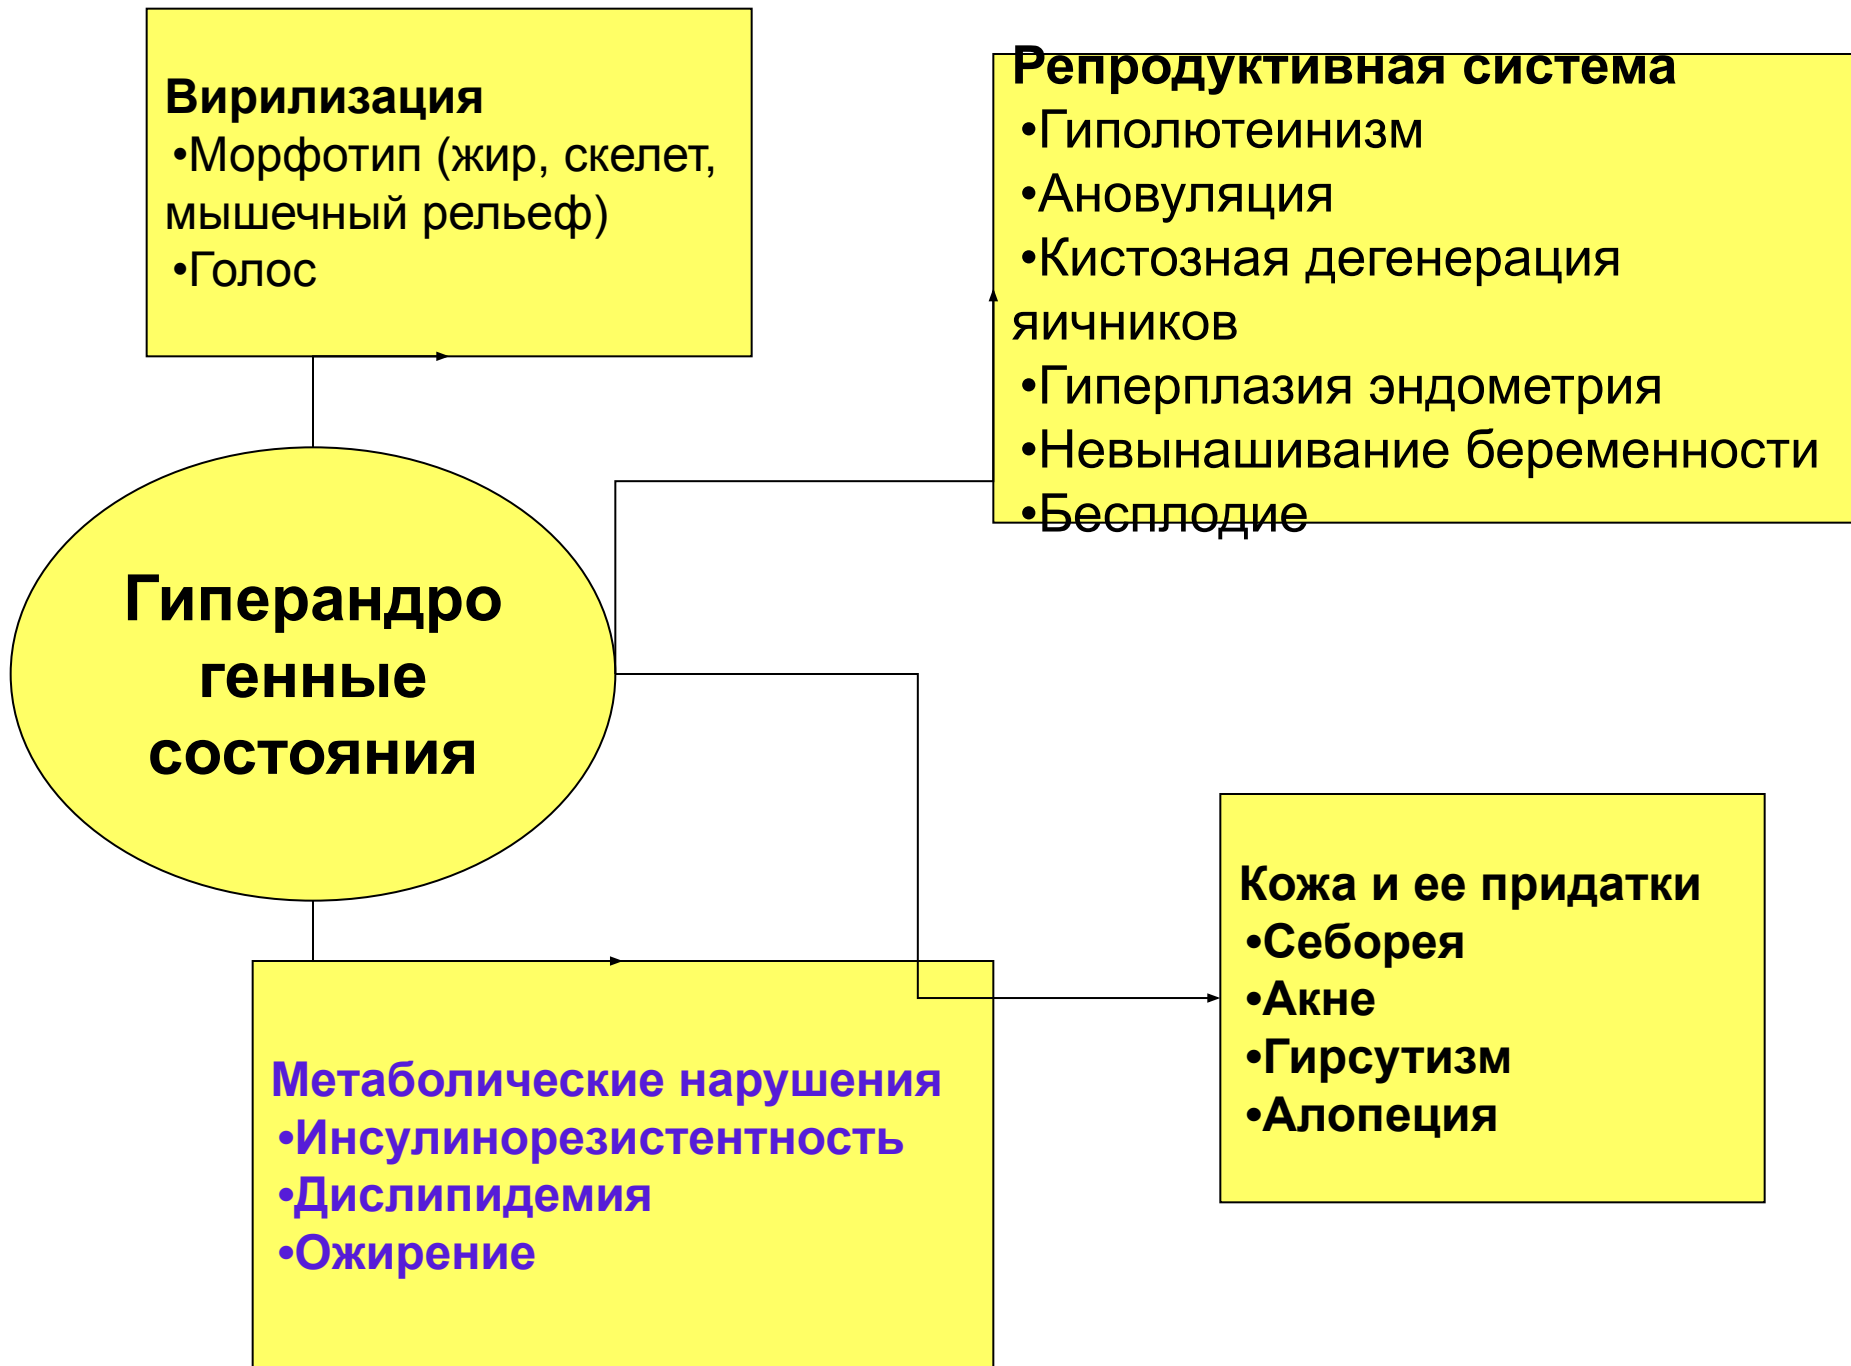 Вирилизация
•Морфотип (жир, скелет,
мышечный рельеф)
•Голос
Репродуктивная система
•Гиполютеинизм
•Ановуляция
•Кистозная дегенерация
яичников
•Гиперплазия эндометрия
•Невынашивание беременности
•Бесплодие
Гиперандро
генные
состояния
Кожа и ее придатки
•Себорея
•Акне
•Гирсутизм
•Алопеция
Метаболические нарушения
•Инсулинорезистентность
•Дислипидемия
•Ожирение